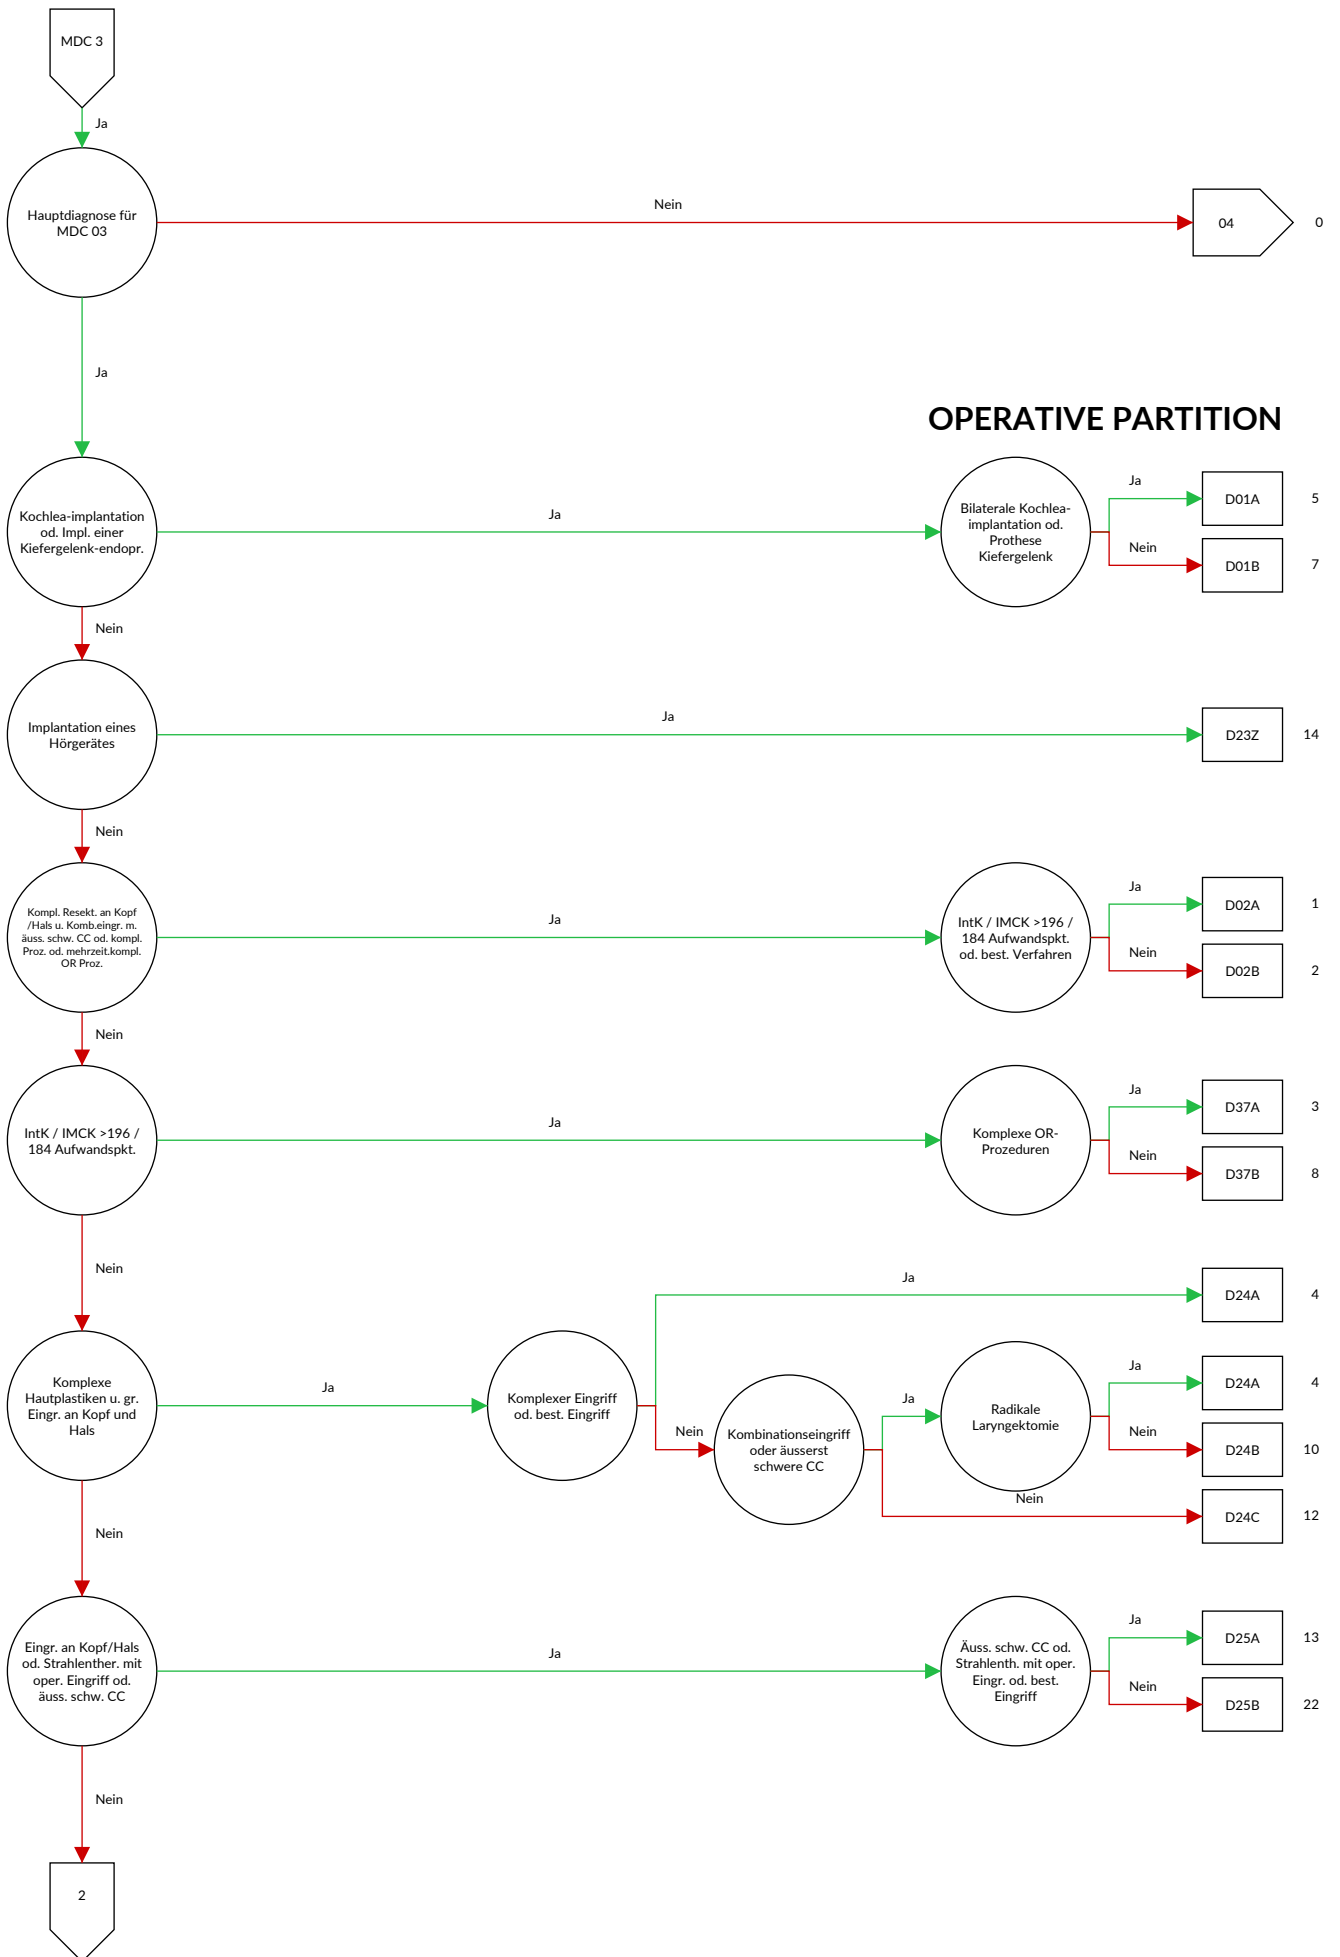 MDC 3
Ja
Hauptdiagnose für
MDC 03
Nein
04
0
Ja
OPERATIVE PARTITION
Kochlea-implantation
od. Impl. einer
Kiefergelenk-endopr.
Ja
Bilaterale Kochlea-
implantation od.
Prothese
Kiefergelenk
Ja
D01A
5
Nein
D01B
7
Nein
Implantation eines
Hörgerätes
Ja
D23Z
14
Nein
Kompl. Resekt. an Kopf
/Hals u. Komb.eingr. m.
äuss. schw. CC od. kompl.
Proz. od. mehrzeit.kompl.
OR Proz.
Ja
IntK / IMCK >196 /
184 Aufwandspkt.
od. best. Verfahren
Ja
D02A
1
Nein
D02B
2
Nein
IntK / IMCK >196 /
184 Aufwandspkt.
Ja
Komplexe OR-
Prozeduren
Ja
D37A
3
Nein
D37B
8
Nein
Komplexe
Hautplastiken u. gr.
Eingr. an Kopf und
Hals
Ja
Komplexer Eingriff
od. best. Eingriff
Ja
D24A
4
Nein
Kombinationseingriff
oder äusserst
schwere CC
Ja
Radikale
Laryngektomie
Ja
D24A
4
Nein
D24B
10
Nein
D24C
12
Nein
Eingr. an Kopf/Hals
od. Strahlenther. mit
oper. Eingriff od.
äuss. schw. CC
Ja
Äuss. schw. CC od.
Strahlenth. mit oper.
Eingr. od. best.
Eingriff
Ja
D25A
13
Nein
D25B
22
Nein
2